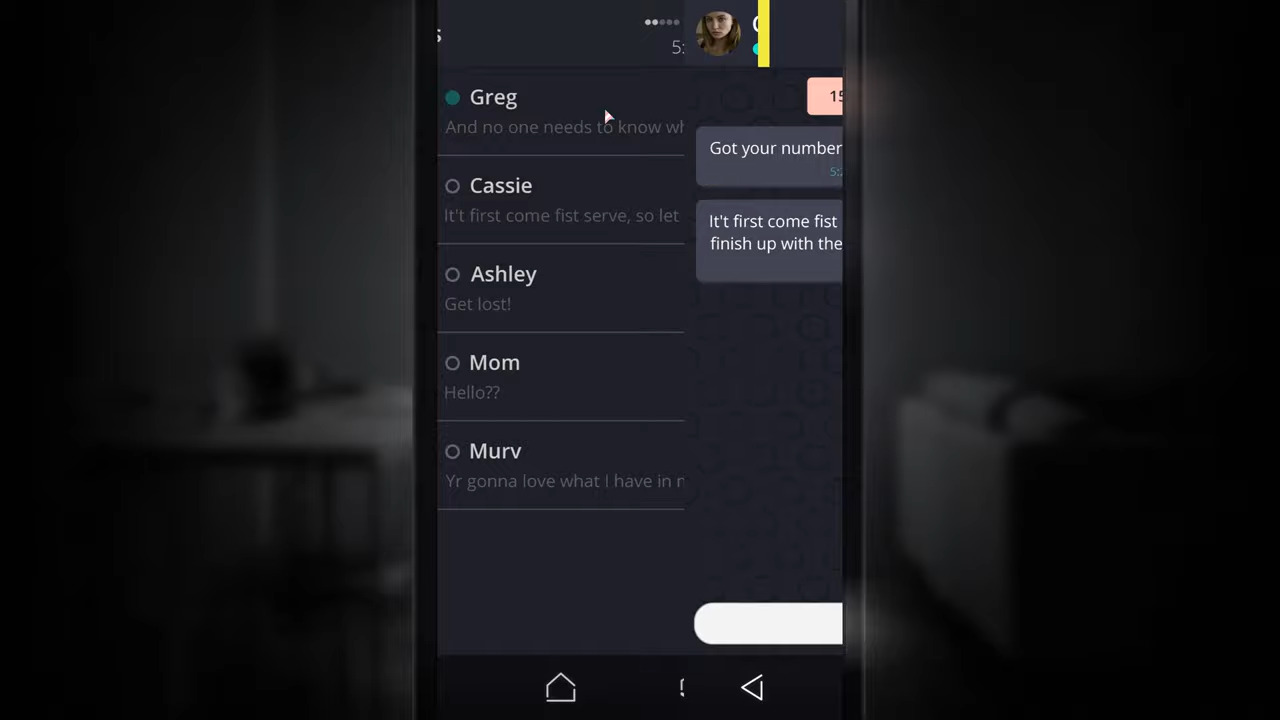 Greg
And no one needs to know
Cassie
It't first come fist serve, so let
Ashley
Get lost!
Mom
Hello??
Murv
Yr gonna love what I have in
Got your number
It't first come fist
finish up with the